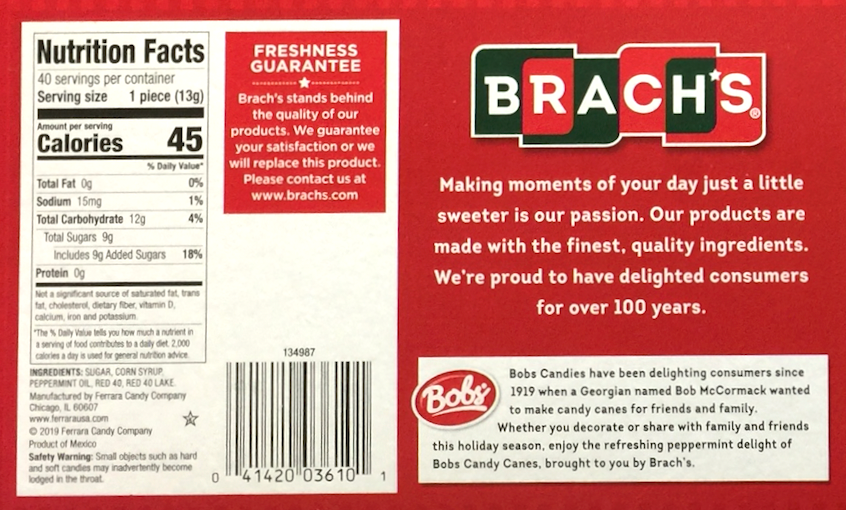 Nutrition Facts
40 servings per container
Serving size 1 piece (13g)
Amount per serving
Calories 45
% Daily Value*
Total Fat 0g 0%
Sodium 15mg 1%
Total Carbohydrate 12g 4%
Total Sugars 9g
Includes 9g Added Sugars 18%
Protein 0g
Not a significant source of saturated fat, trans
fat, cholesterol, dietary fiber, vitamin D,
calcium, iron and potassium.
*The % Daily Value tells you how much a nutrient in
a serving of food contributes to a daily diet. 2,000
calories a day is used for general nutrition advice.
INGREDIENTS: SUGAR, CORN SYRUP,
PEPPERMINT OIL, RED 40, RED 40 LAKE.
Manufactured by Ferrara Candy Company
Chicago, IL 60607
www.ferrarausa.com
© 2019 Ferrara Candy Company
Product of Mexico
Safety Warning: Small objects such as hard
and soft candies may inadvertently become
lodged in the throat.
FRESHNESS
GUARANTEE
Brach's stands behind
the quality of our
products. We guarantee
your satisfaction or we
will replace this product.
Please contact us at
www.brachs.com
134987
0 41420 03610 1
BRACH'S®
Making moments of your day just a little
sweeter is our passion. Our products are
made with the finest, quality ingredients.
We're proud to have delighted consumers
for over 100 years.
Bobs
Bobs Candies have been delighting consumers since
1919 when a Georgian named Bob McCormack wanted
to make candy canes for friends and family.
Whether you decorate or share with family and friends
this holiday season, enjoy the refreshing peppermint delight of
Bobs Candy Canes, brought to you by Brach's.